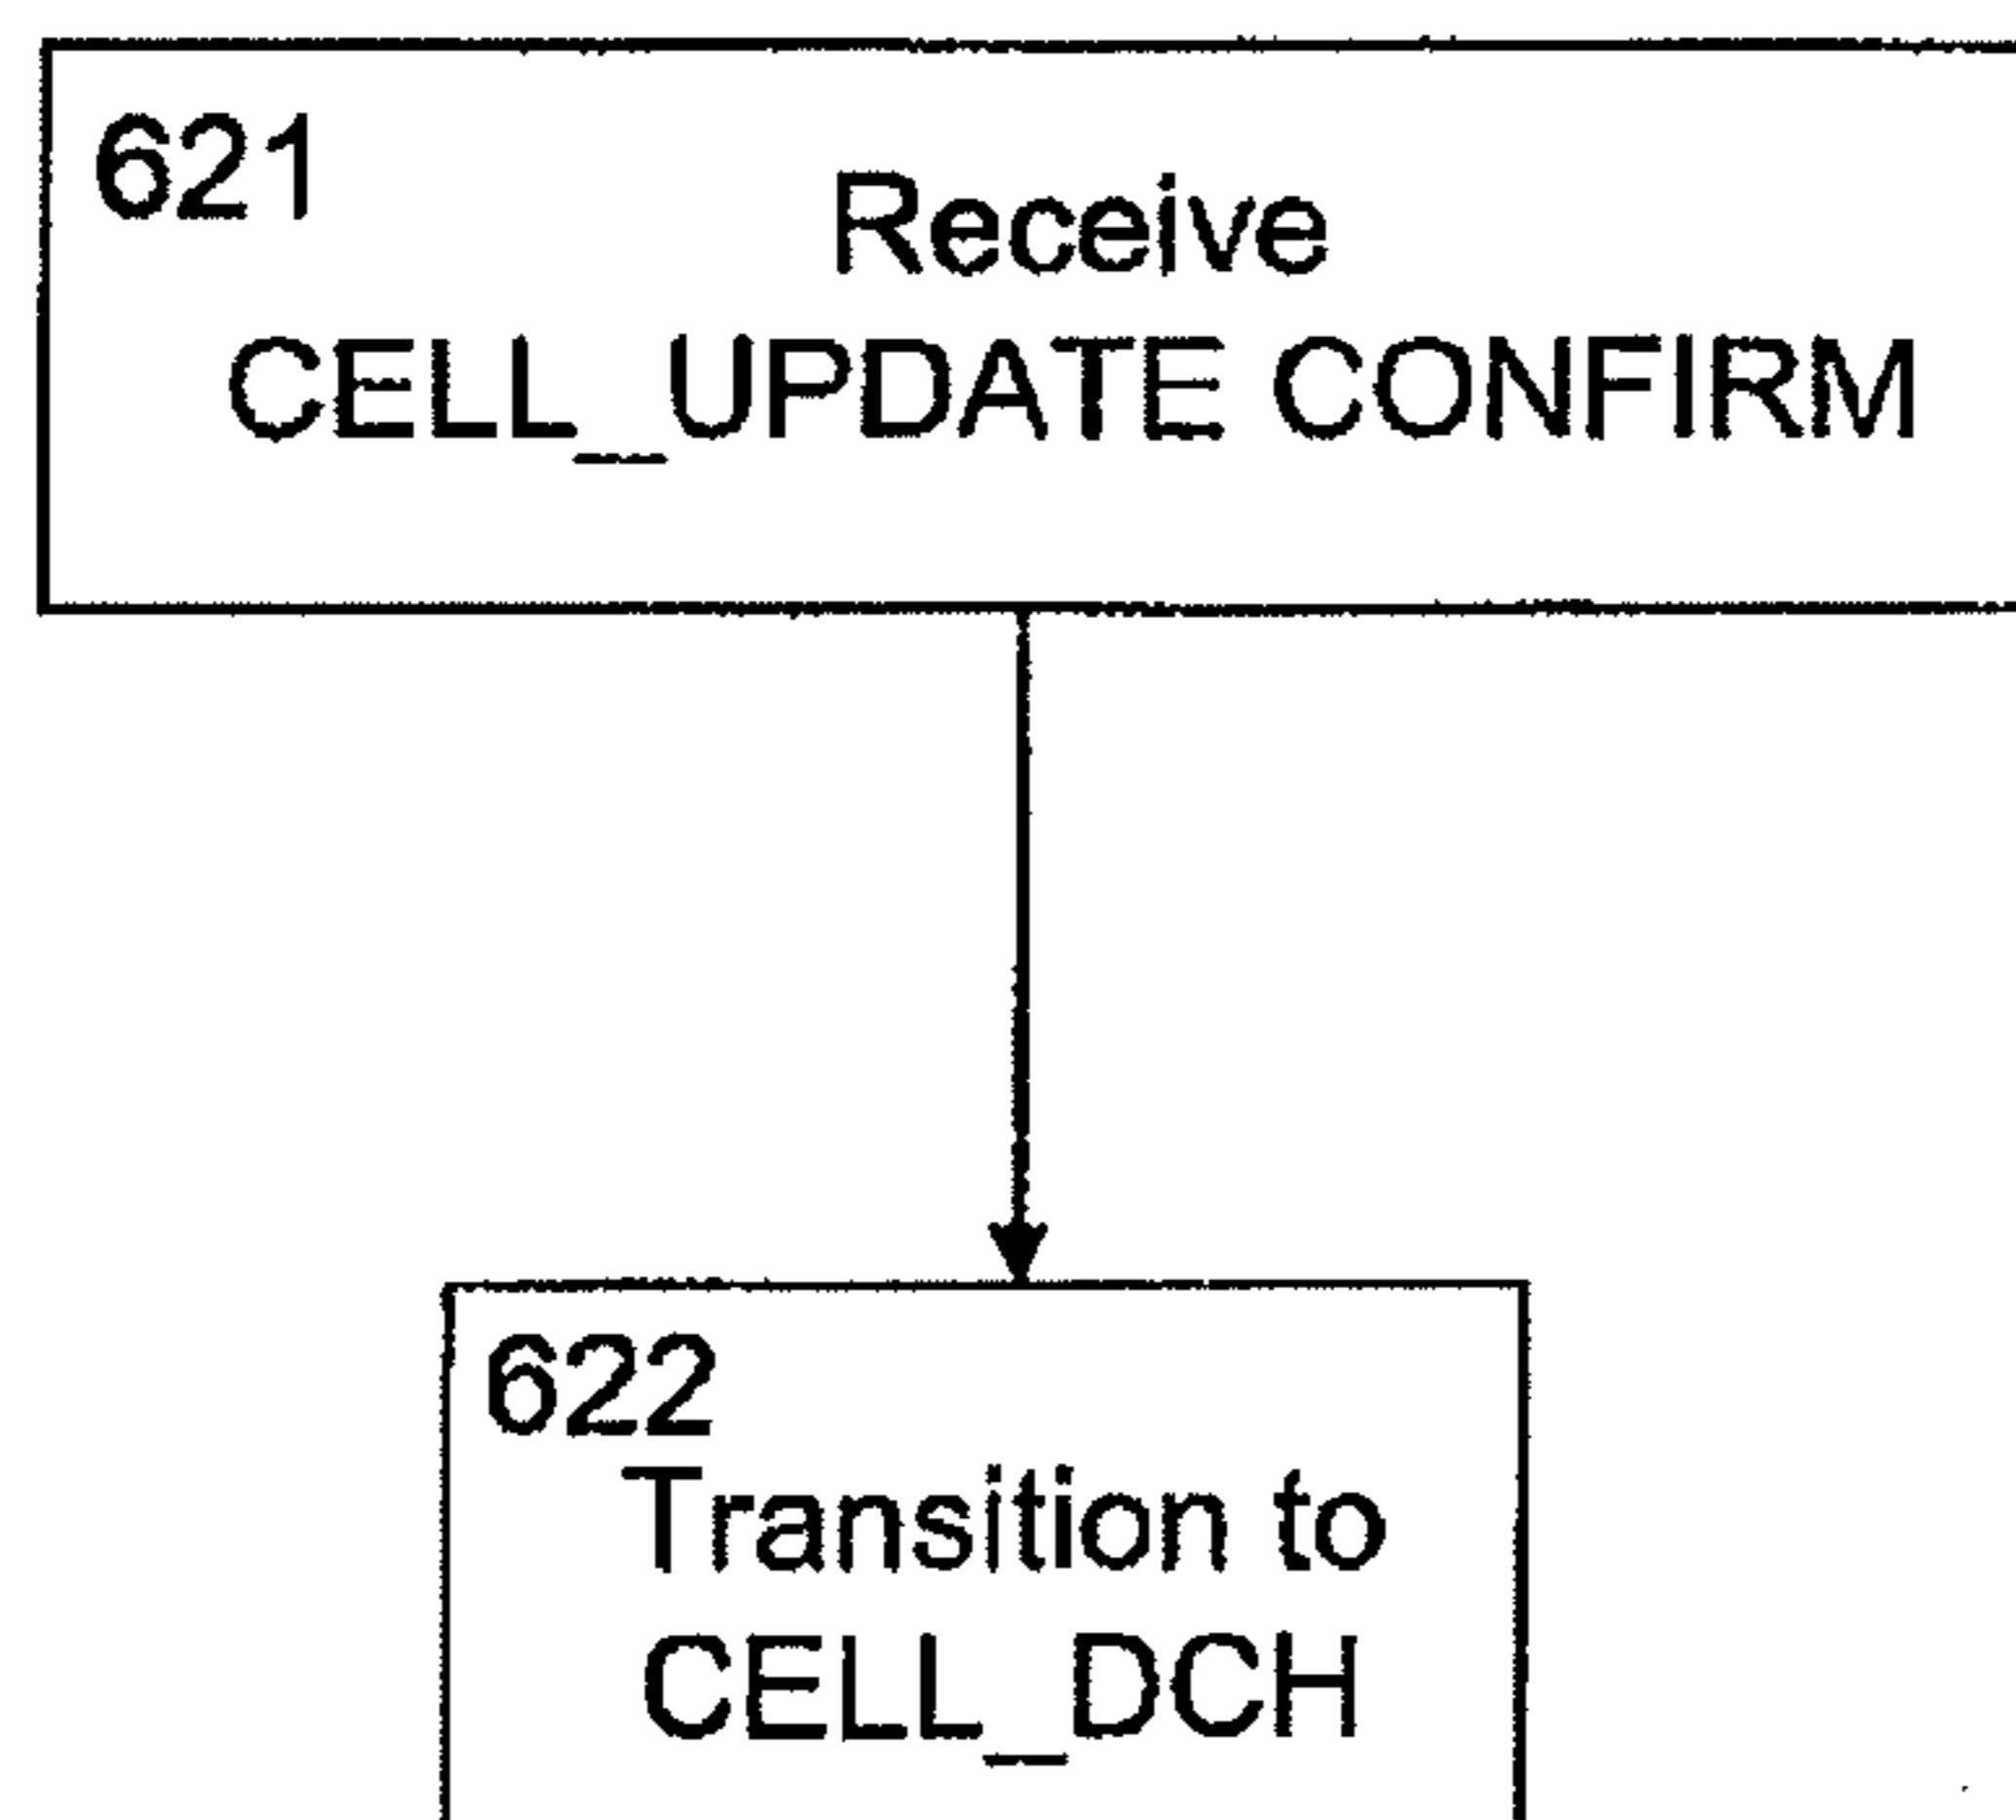 621
Receive
CELL_UPDATE CONFIRM
622
Transition to
CELL_DCH